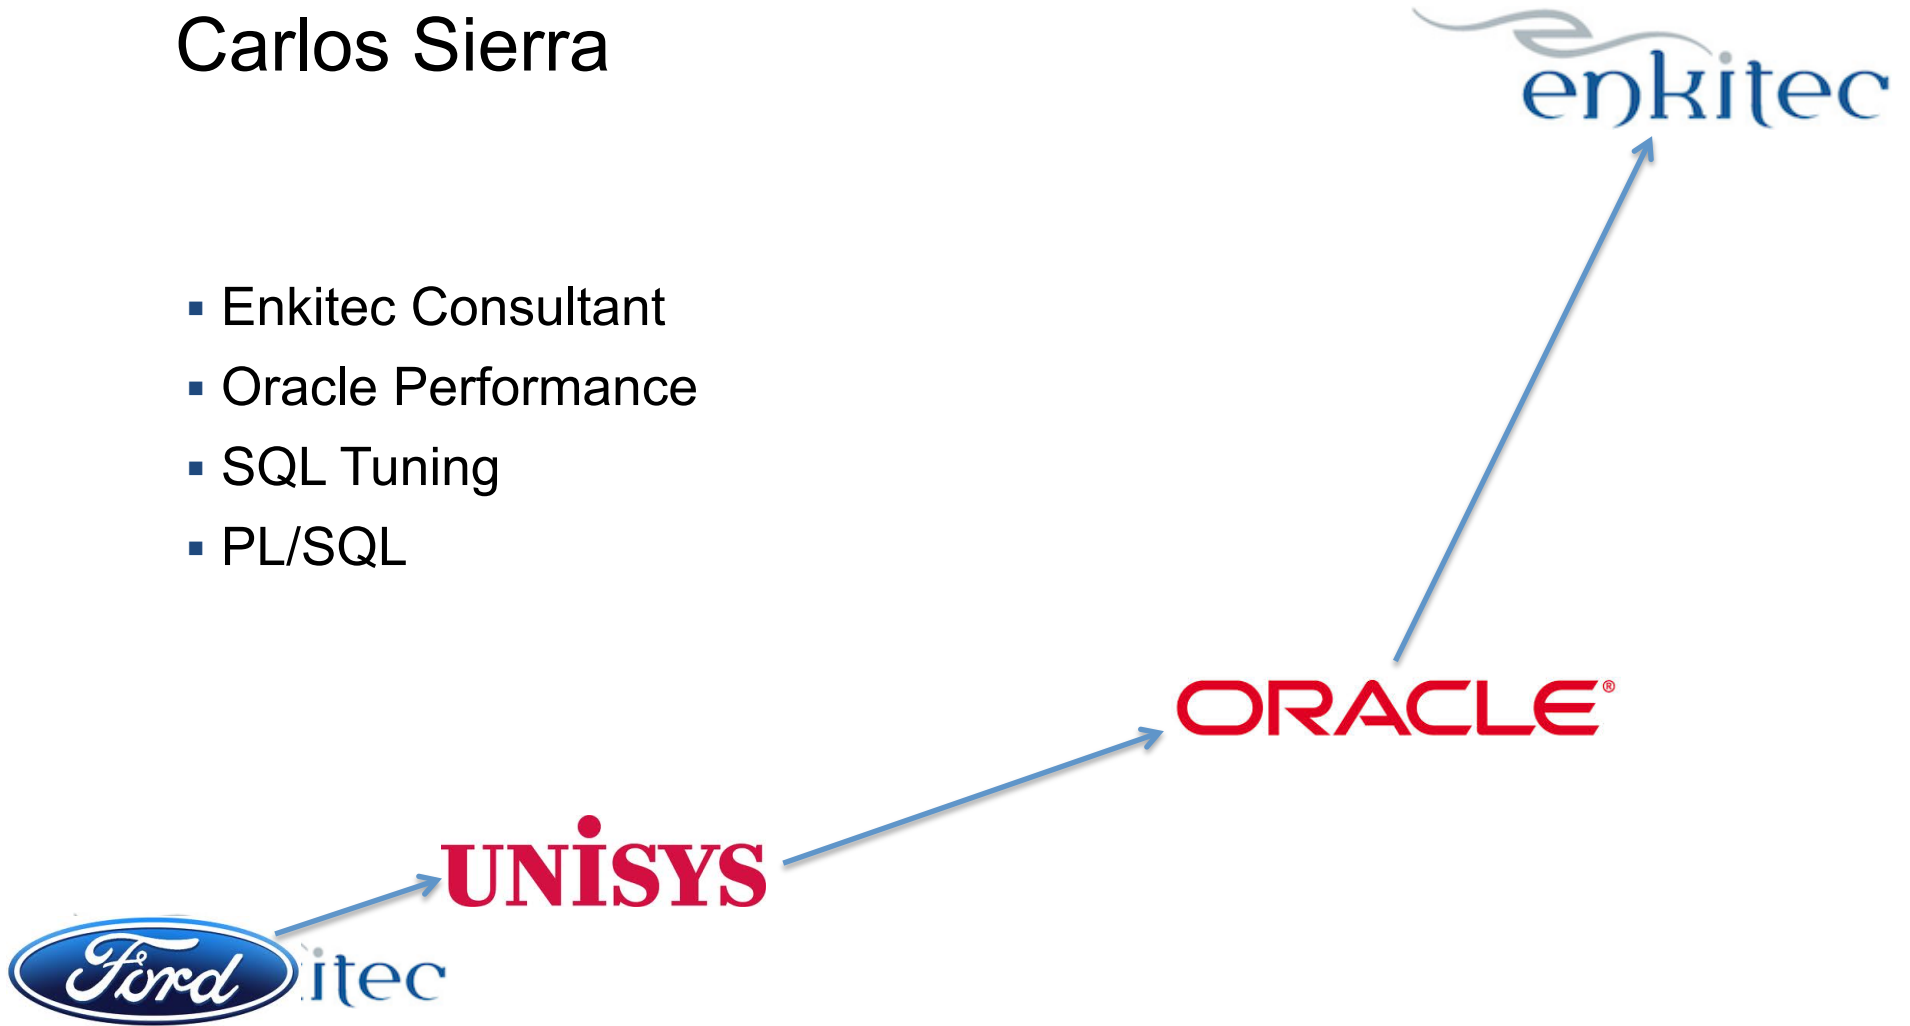 Carlos Sierra
enkitec
▪ Enkitec Consultant
▪ Oracle Performance
▪ SQL Tuning
▪ PL/SQL
ORACLE®
UNISYS
Ford
itec